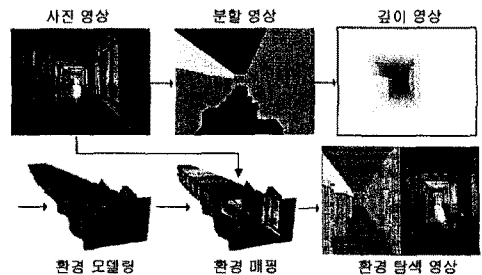 사진 영상
분할 영상
깊이 영상
환경 모델링
환경 매핑
환경 탐색 영상